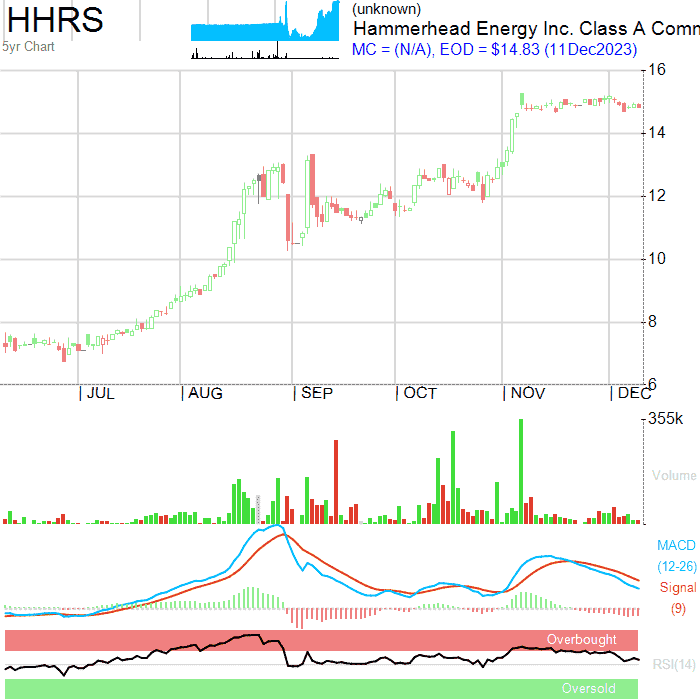 HHRS
5yr Chart
(unknown)
Hammerhead Energy Inc. Class A Comm
MC = (N/A), EOD = $14.83 (11Dec2023)
16
14
12
10
8
6
JUL AUG SEP OCT NOV DEC
355k
Volume
MACD
(12-26)
Signal
(9)
Overbought
RSI(14)
Oversold